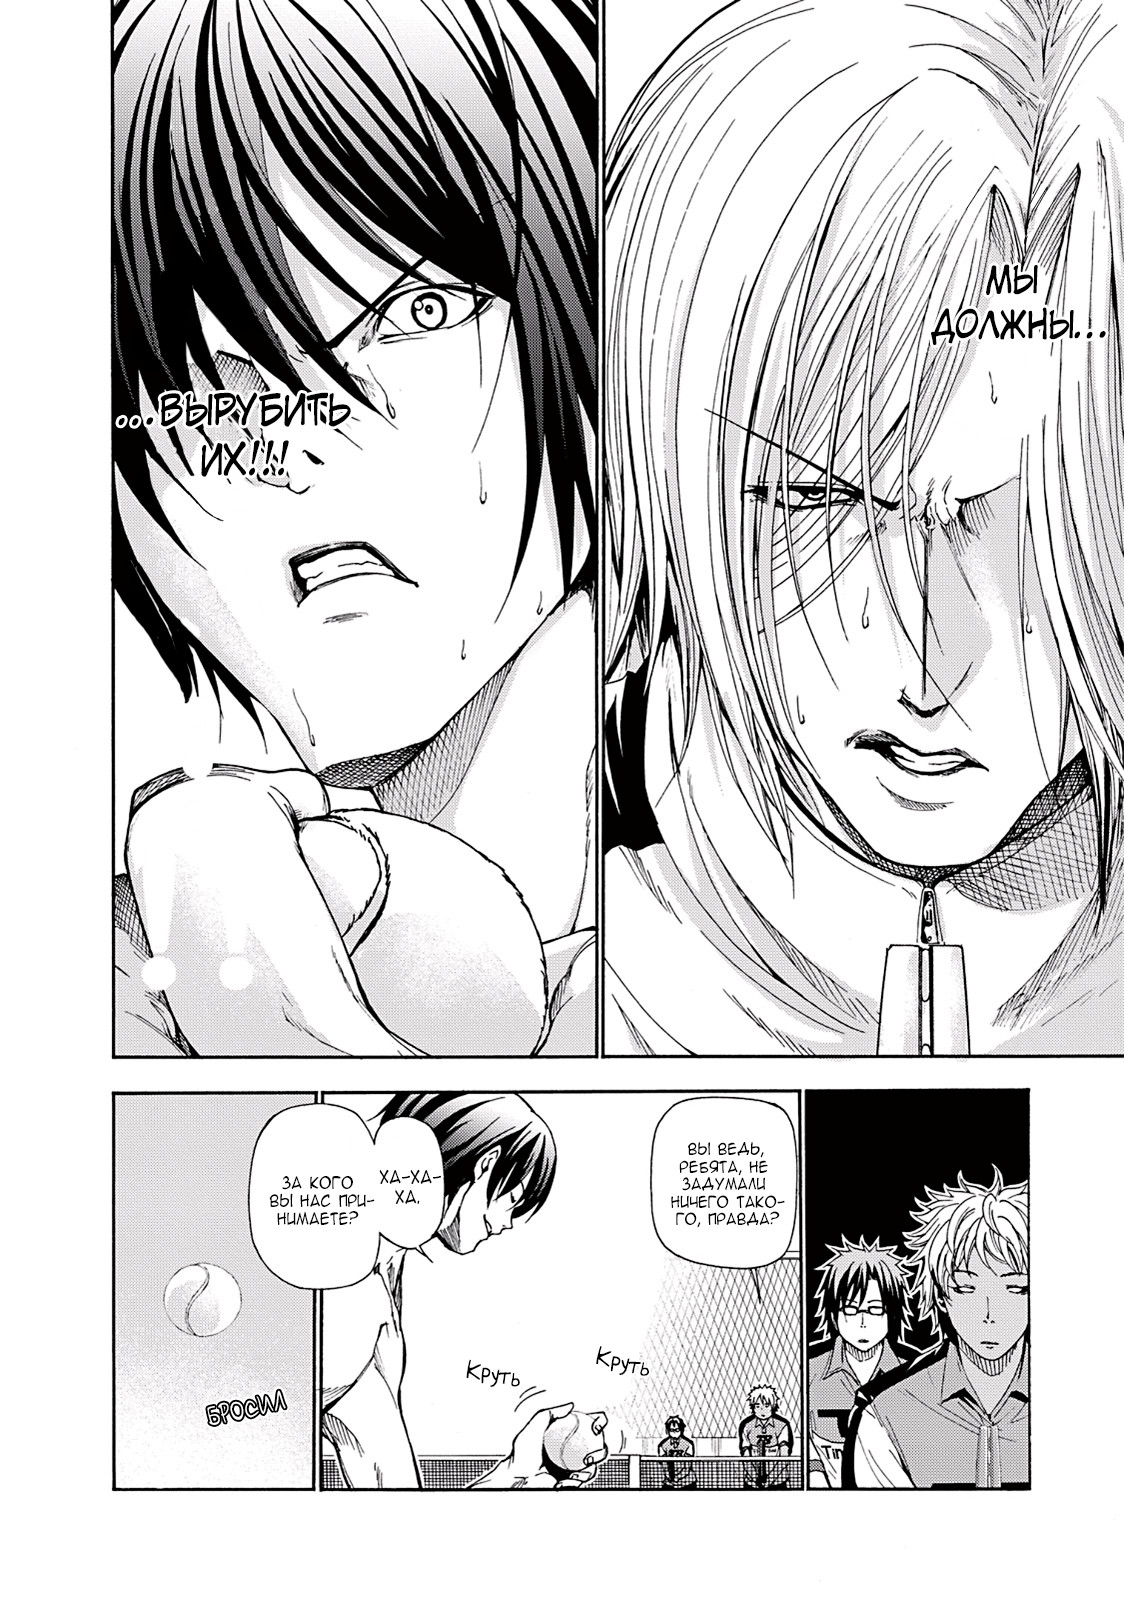 МЫ
ДОЛЖНЫ...
...ВЫРУБИТЬ
ИХ!!!
ВЫ ВЕДЬ,
РЕБЯТА, НЕ
ЗАДУМАЛИ
НИЧЕГО ТАКО-
ГО, ПРАВДА?
ХА-ХА-
ХА.
ЗА КОГО
ВЫ НАС ПРИ-
НИМАЕТЕ?
КРУТЬ
КРУТЬ
БРОСИЛ
Tin